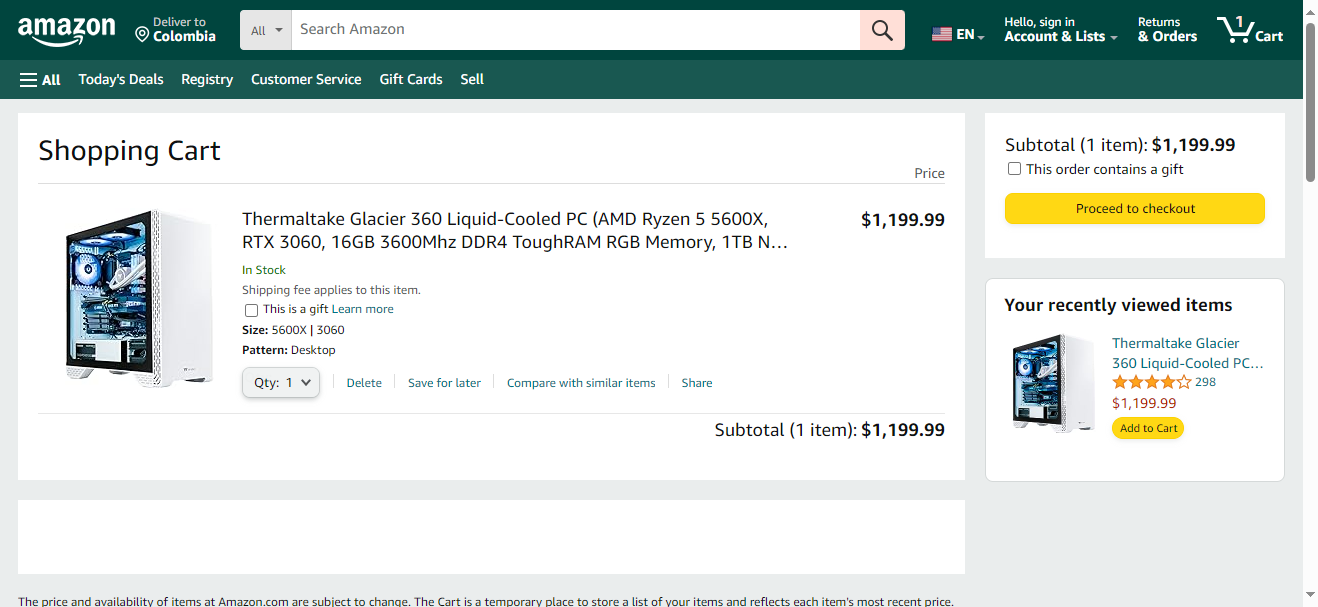 amazon
Deliver to
Colombia
All
Search Amazon
EN
Hello, sign in
Account & Lists
Returns
& Orders
1
Cart
All
Today's Deals
Registry
Customer Service
Gift Cards
Sell
Shopping Cart
Price
Thermaltake Glacier 360 Liquid-Cooled PC (AMD Ryzen 5 5600X,
RTX 3060, 16GB 3600Mhz DDR4 ToughRAM RGB Memory, 1TB N…
$1,199.99
In Stock
Shipping fee applies to this item.
This is a gift Learn more
Size: 5600X | 3060
Pattern: Desktop
Qty: 1
Delete
Save for later
Compare with similar items
Share
Subtotal (1 item): $1,199.99
Subtotal (1 item): $1,199.99
This order contains a gift
Proceed to checkout
Your recently viewed items
Thermaltake Glacier
360 Liquid-Cooled PC…
298
$1,199.99
Add to Cart
The price and availability of items at Amazon.com are subject to change. The Cart is a temporary place to store a list of your items and reflects each item's most recent price.